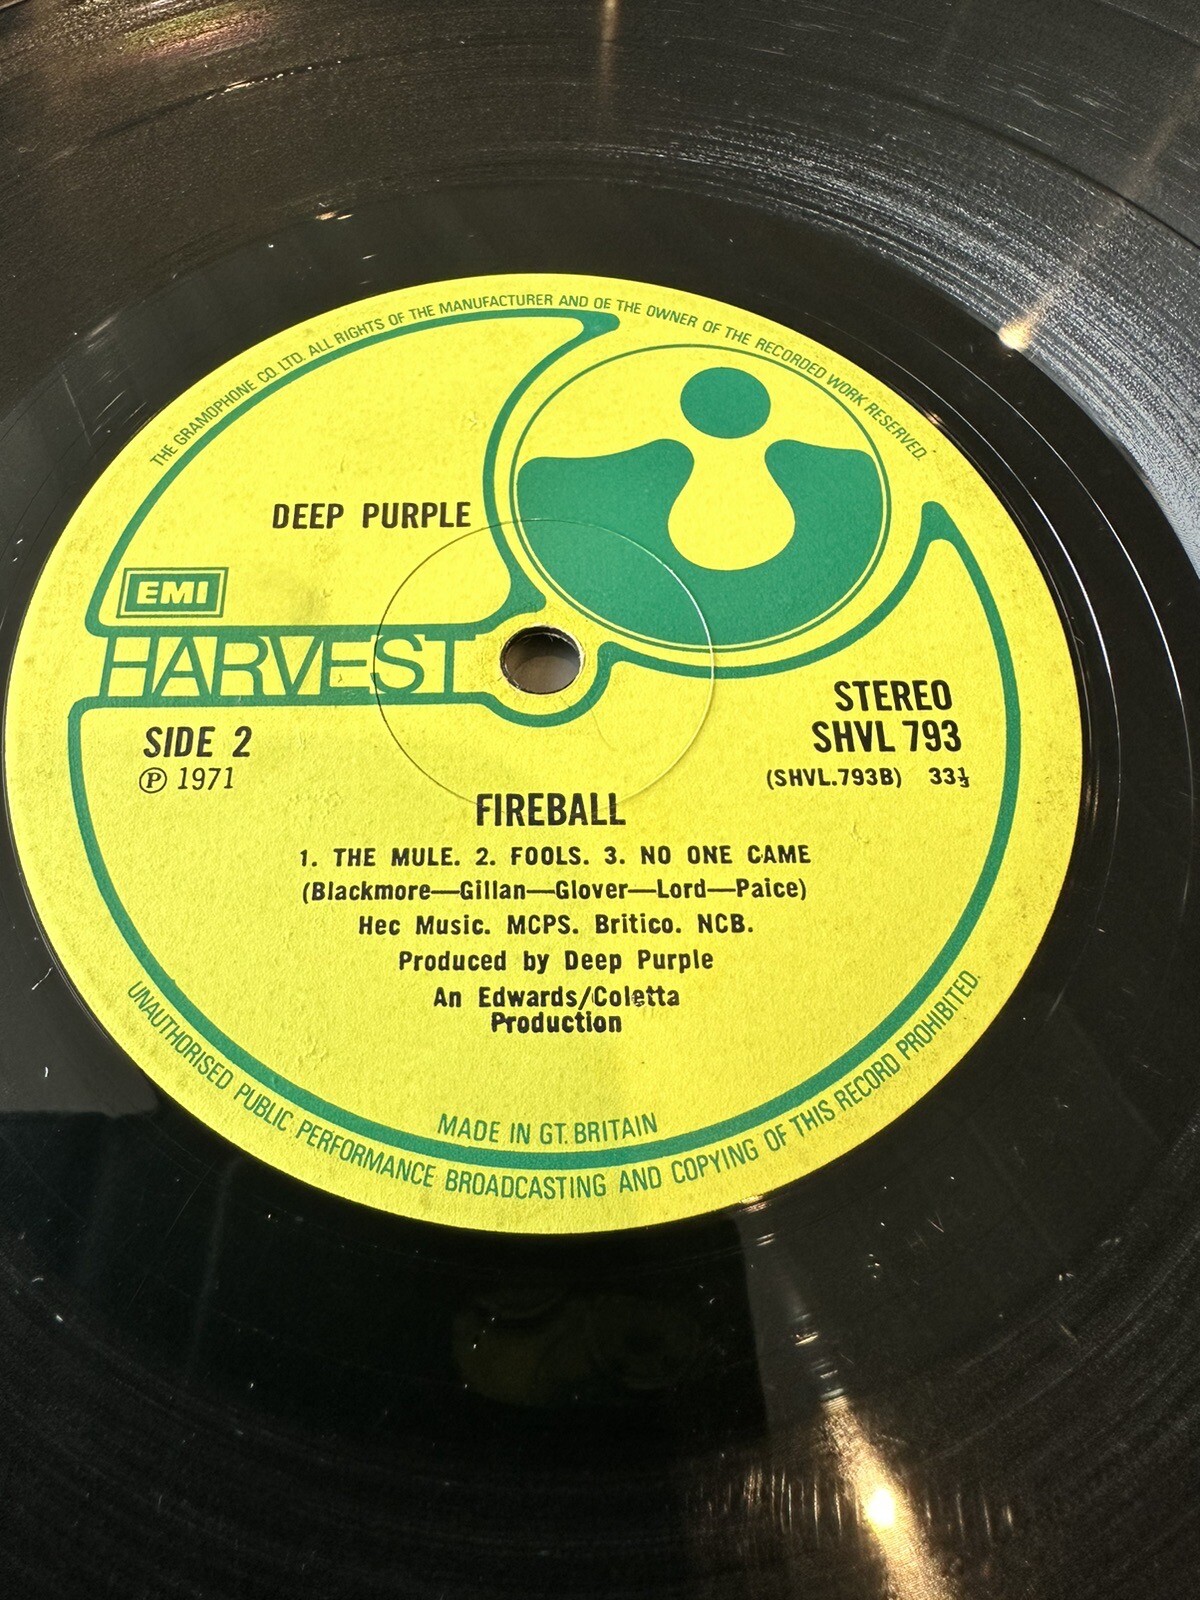 THE GRAMOPHONE CO LTD. ALL RIGHTS OF THE MANUFACTURER AND OF THE OWNER OF THE RECORDED WORK RESERVED.
DEEP PURPLE
EMI
HARVEST
SIDE 2
℗ 1971
STEREO
SHVL 793
(SHVL.793B) 33⅓
FIREBALL
1. THE MULE. 2. FOOLS. 3. NO ONE CAME
(Blackmore—Gillan—Glover—Lord—Paice)
Hec Music. MCPS. Britico. NCB.
Produced by Deep Purple
An Edwards/Coletta
Production
MADE IN GT. BRITAIN
UNAUTHORISED PUBLIC PERFORMANCE BROADCASTING AND COPYING OF THIS RECORD PROHIBITED.